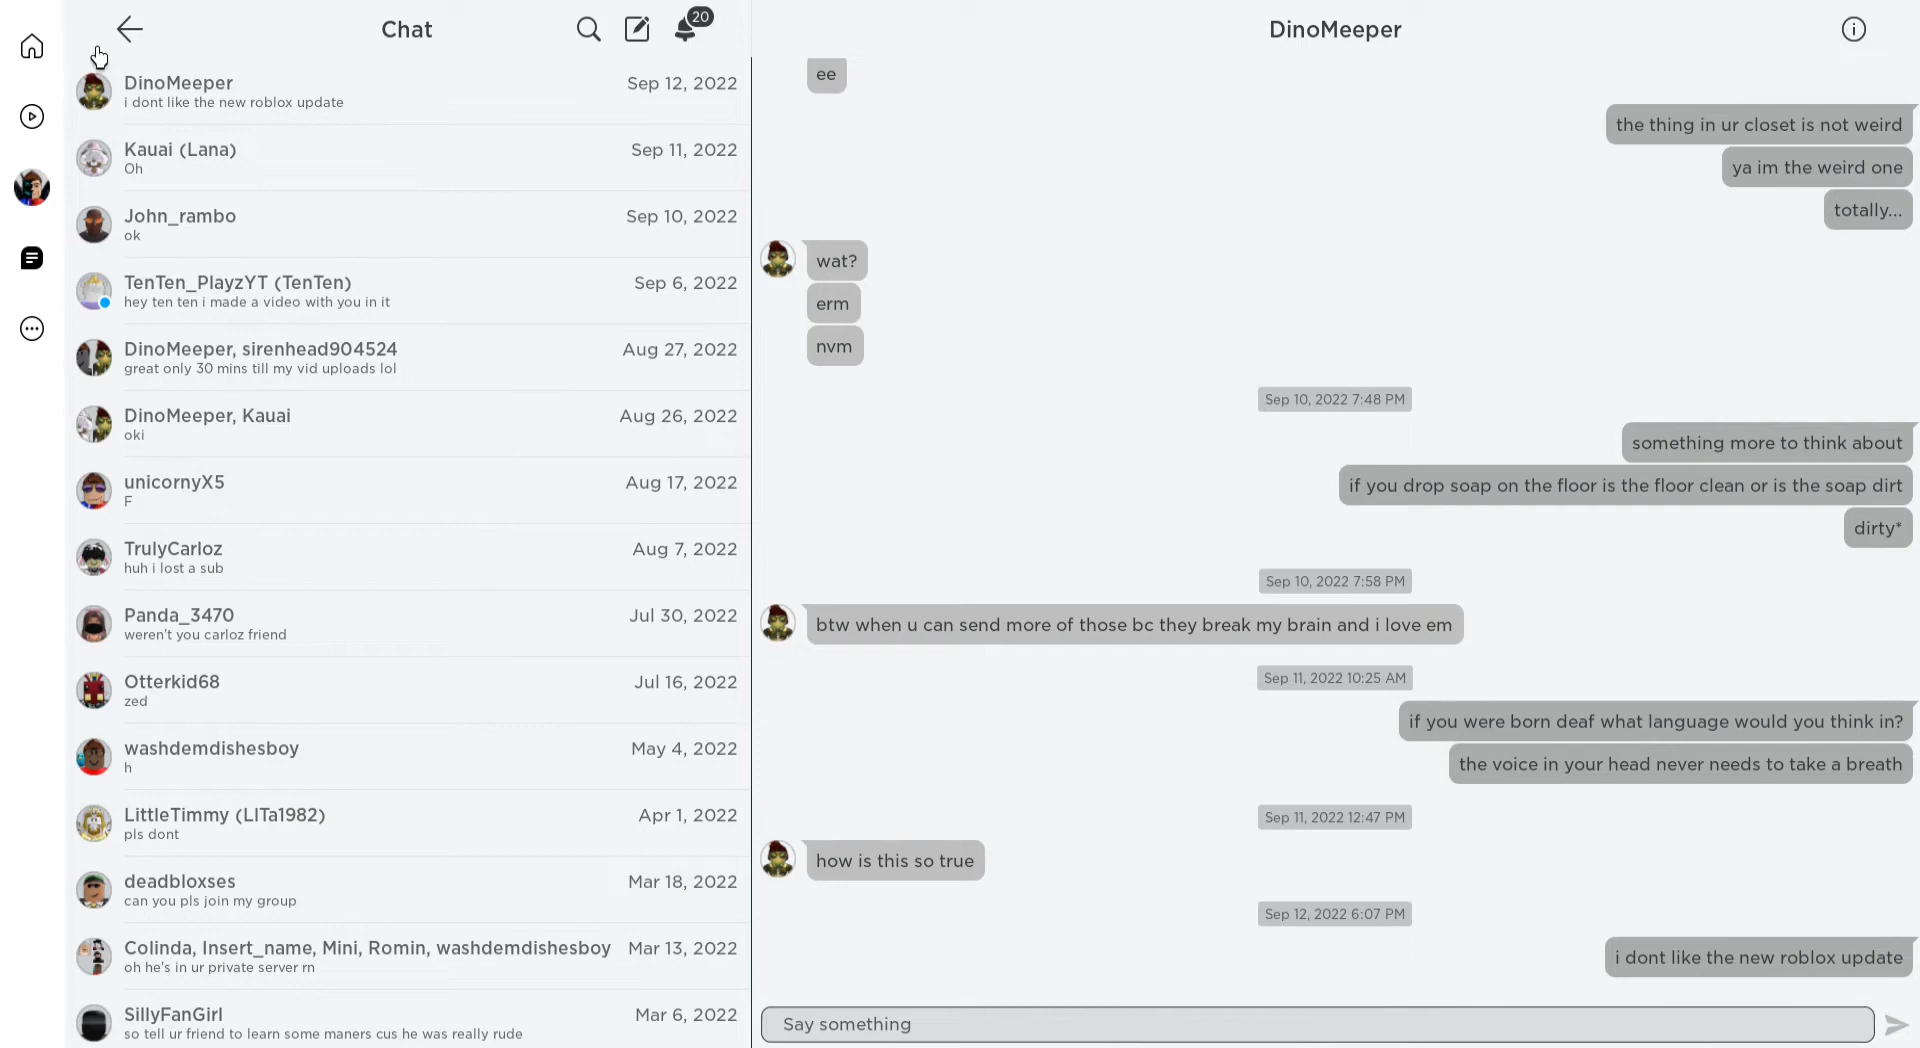 Chat
20
DinoMeeper
Sep 12, 2022
i dont like the new roblox update
Kauai (Lana)
Sep 11, 2022
Oh
John_rambo
Sep 10, 2022
ok
TenTen_PlayzYT (TenTen)
Sep 6, 2022
hey ten ten i made a video with you in it
DinoMeeper, sirenhead904524
Aug 27, 2022
great only 30 mins till my vid uploads lol
DinoMeeper, Kauai
Aug 26, 2022
oki
unicornyX5
Aug 17, 2022
F
TrulyCarloz
Aug 7, 2022
huh i lost a sub
Panda_3470
Jul 30, 2022
weren't you carloz friend
Otterkid68
Jul 16, 2022
zed
washdemdishesboy
May 4, 2022
h
LittleTimmy (LITa1982)
Apr 1, 2022
pls dont
deadbloxses
Mar 18, 2022
can you pls join my group
Colinda, Insert_name, Mini, Romin, washdemdishesboy
Mar 13, 2022
oh he's in ur private server rn
SillyFanGirl
Mar 6, 2022
so tell ur friend to learn some maners cus he was really rude
DinoMeeper
ee
the thing in ur closet is not weird
ya im the weird one
totally...
wat?
erm
nvm
Sep 10, 2022 7:48 PM
something more to think about
if you drop soap on the floor is the floor clean or is the soap dirt
dirty*
Sep 10, 2022 7:58 PM
btw when u can send more of those bc they break my brain and i love em
Sep 11, 2022 10:25 AM
if you were born deaf what language would you think in?
the voice in your head never needs to take a breath
Sep 11, 2022 12:47 PM
how is this so true
Sep 12, 2022 6:07 PM
i dont like the new roblox update
Say something